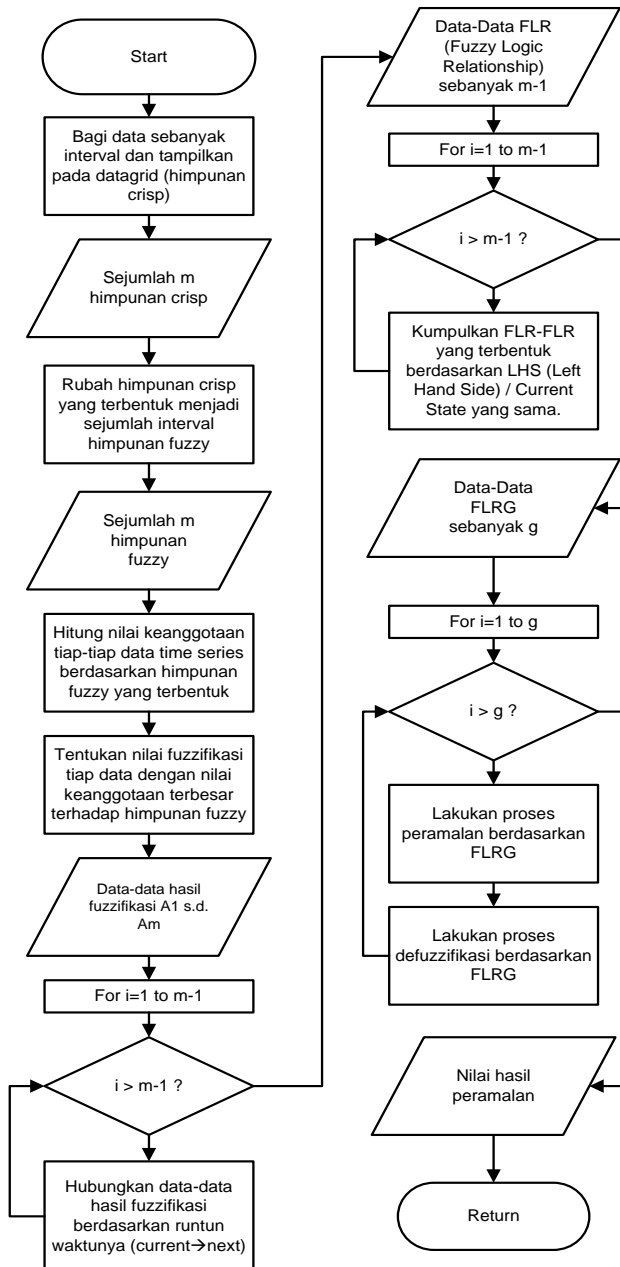 Start
Bagi data sebanyak
interval dan tampilkan
pada datagrid (himpunan
crisp)
Sejumlah m
himpunan crisp
Rubah himpunan crisp
yang terbentuk menjadi
sejumlah interval
himpunan fuzzy
Sejumlah m
himpunan
fuzzy
Hitung nilai keanggotaan
tiap-tiap data time series
berdasarkan himpunan
fuzzy yang terbentuk
Tentukan nilai fuzzifikasi
tiap data dengan nilai
keanggotaan terbesar
terhadap himpunan fuzzy
Data-data hasil
fuzzifikasi A1 s.d.
Am
For i=1 to m-1
i > m-1 ?
Hubungkan data-data
hasil fuzzifikasi
berdasarkan runtun
waktunya (current→next)
Data-Data FLR
(Fuzzy Logic
Relationship)
sebanyak m-1
For i=1 to m-1
i > m-1 ?
Kumpulkan FLR-FLR
yang terbentuk
berdasarkan LHS (Left
Hand Side) / Current
State yang sama.
Data-Data
FLRG
sebanyak g
For i=1 to g
i > g ?
Lakukan proses
peramalan berdasarkan
FLRG
Lakukan proses
defuzzifikasi berdasarkan
FLRG
Nilai hasil
peramalan
Return